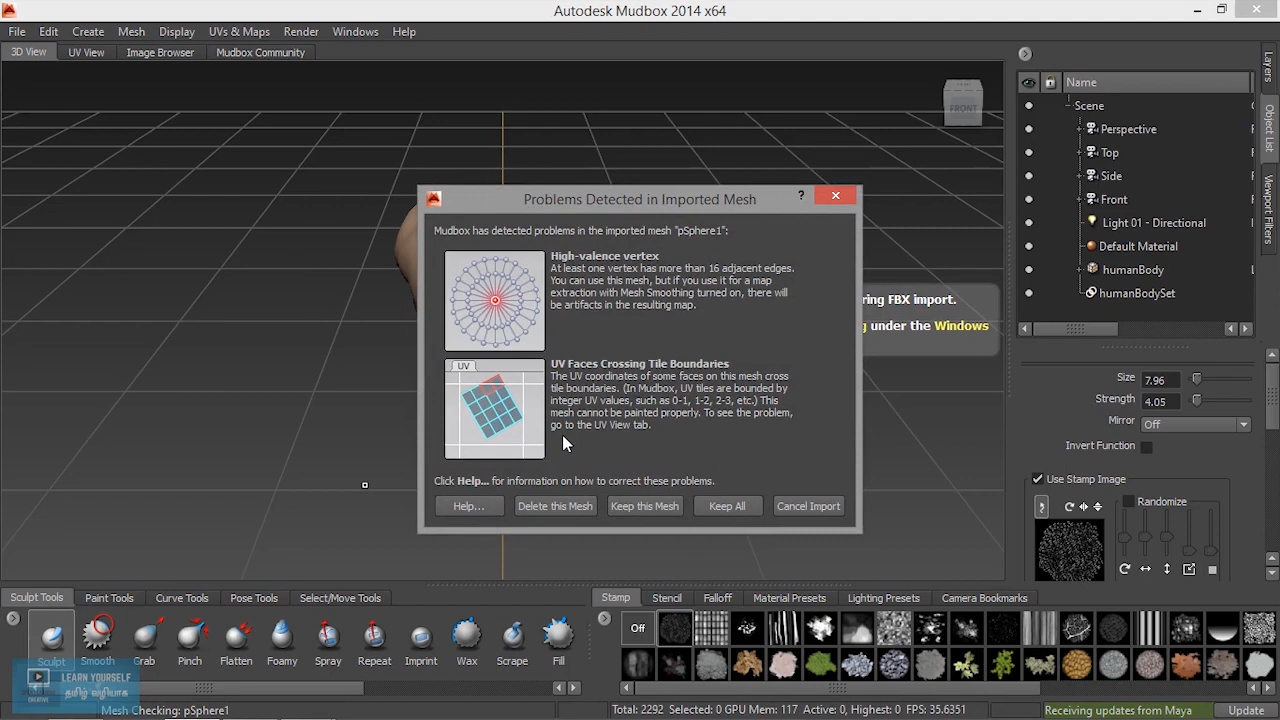 Autodesk Mudbox 2014 x64
File Edit Create Mesh Display UVs & Maps Render Windows Help
3D View UV View Image Browser Mudbox Community
FRONT
Name
Scene
Perspective
Top
Side
Front
Light 01 - Directional
Default Material
humanBody
humanBodySet
Layers
Object List
Viewport Filters
Problems Detected in Imported Mesh
Mudbox has detected problems in the imported mesh "pSphere1":
High-valence vertex
At least one vertex has more than 16 adjacent edges.
You can use this mesh, but if you use it for a map
extraction with Mesh Smoothing turned on, there will
be artifacts in the resulting map.
UV
UV Faces Crossing Tile Boundaries
The UV coordinates of some faces on this mesh cross
tile boundaries. (In Mudbox, UV tiles are bounded by
integer UV values, such as 0-1, 1-2, 2-3, etc.) This
mesh cannot be painted properly. To see the problem,
go to the UV View tab.
Click Help... for information on how to correct these problems.
Help... Delete this Mesh Keep this Mesh Keep All Cancel Import
ring FBX import.
under the Windows
Size 7.96
Strength 4.05
Mirror Off
Invert Function
Use Stamp Image
Randomize
Sculpt Tools Paint Tools Curve Tools Pose Tools Select/Move Tools
Sculpt Smooth Grab Pinch Flatten Foamy Spray Repeat Imprint Wax Scrape Fill
Stamp Stencil Falloff Material Presets Lighting Presets Camera Bookmarks
Off
LEARN YOURSELF
தமிழ் வழியாக
CREATIVE
Mesh Checking: pSphere1
Total: 2292 Selected: 0 GPU Mem: 117 Active: 0, Highest: 0 FPS: 35.6351
Receiving updates from Maya
Update